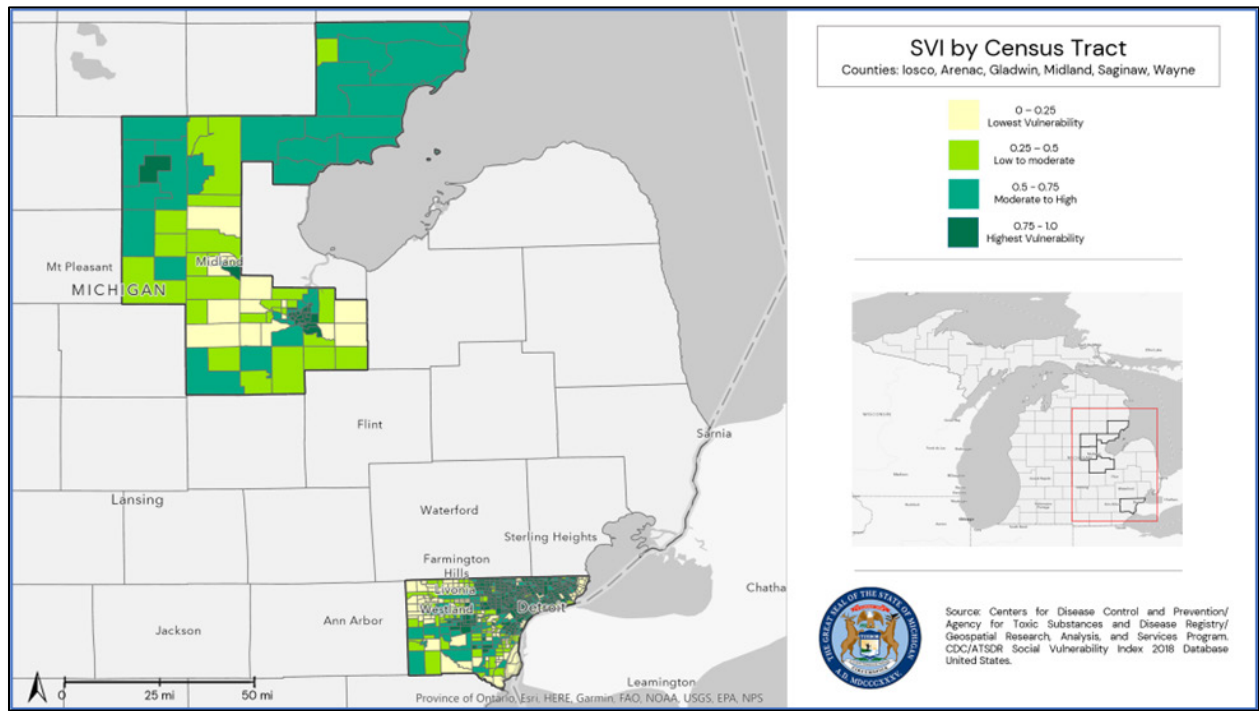 SVI by Census Tract
Counties: Iosco, Arenac, Gladwin, Midland, Saginaw, Wayne
0 – 0.25
Lowest Vulnerability
0.25 – 0.5
Low to moderate
0.5 - 0.75
Moderate to High
0.75 - 1.0
Highest Vulnerability
Mt Pleasant
Midland
MICHIGAN
Flint
Sarnia
Lansing
Waterford
Sterling Heights
Farmington
Hills
Livonia
Westland
Detroit
Chatha
Ann Arbor
Jackson
Leamington
0
25 mi
50 mi
Province of Ontario, Esri, HERE, Garmin, FAO, NOAA, USGS, EPA, NPS
WISCONSIN
THE GREAT SEAL OF THE STATE OF MICHIGAN
A.D. MDCCCXXXV.
Source: Centers for Disease Control and Prevention/
Agency for Toxic Substances and Disease Registry/
Geospatial Research, Analysis, and Services Program.
CDC/ATSDR Social Vulnerability Index 2018 Database
United States.